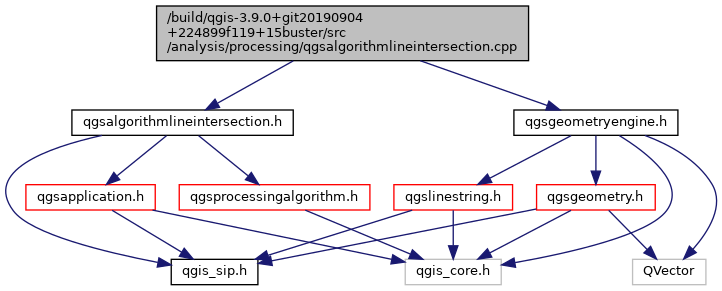 /build/qgis-3.9.0+git20190904
+224899f119+15buster/src
/analysis/processing/qgsalgorithmlineintersection.cpp
qgsalgorithmlineintersection.h
qgsgeometryengine.h
qgsapplication.h
qgsprocessingalgorithm.h
qgslinestring.h
qgsgeometry.h
qgis_sip.h
qgis_core.h
QVector